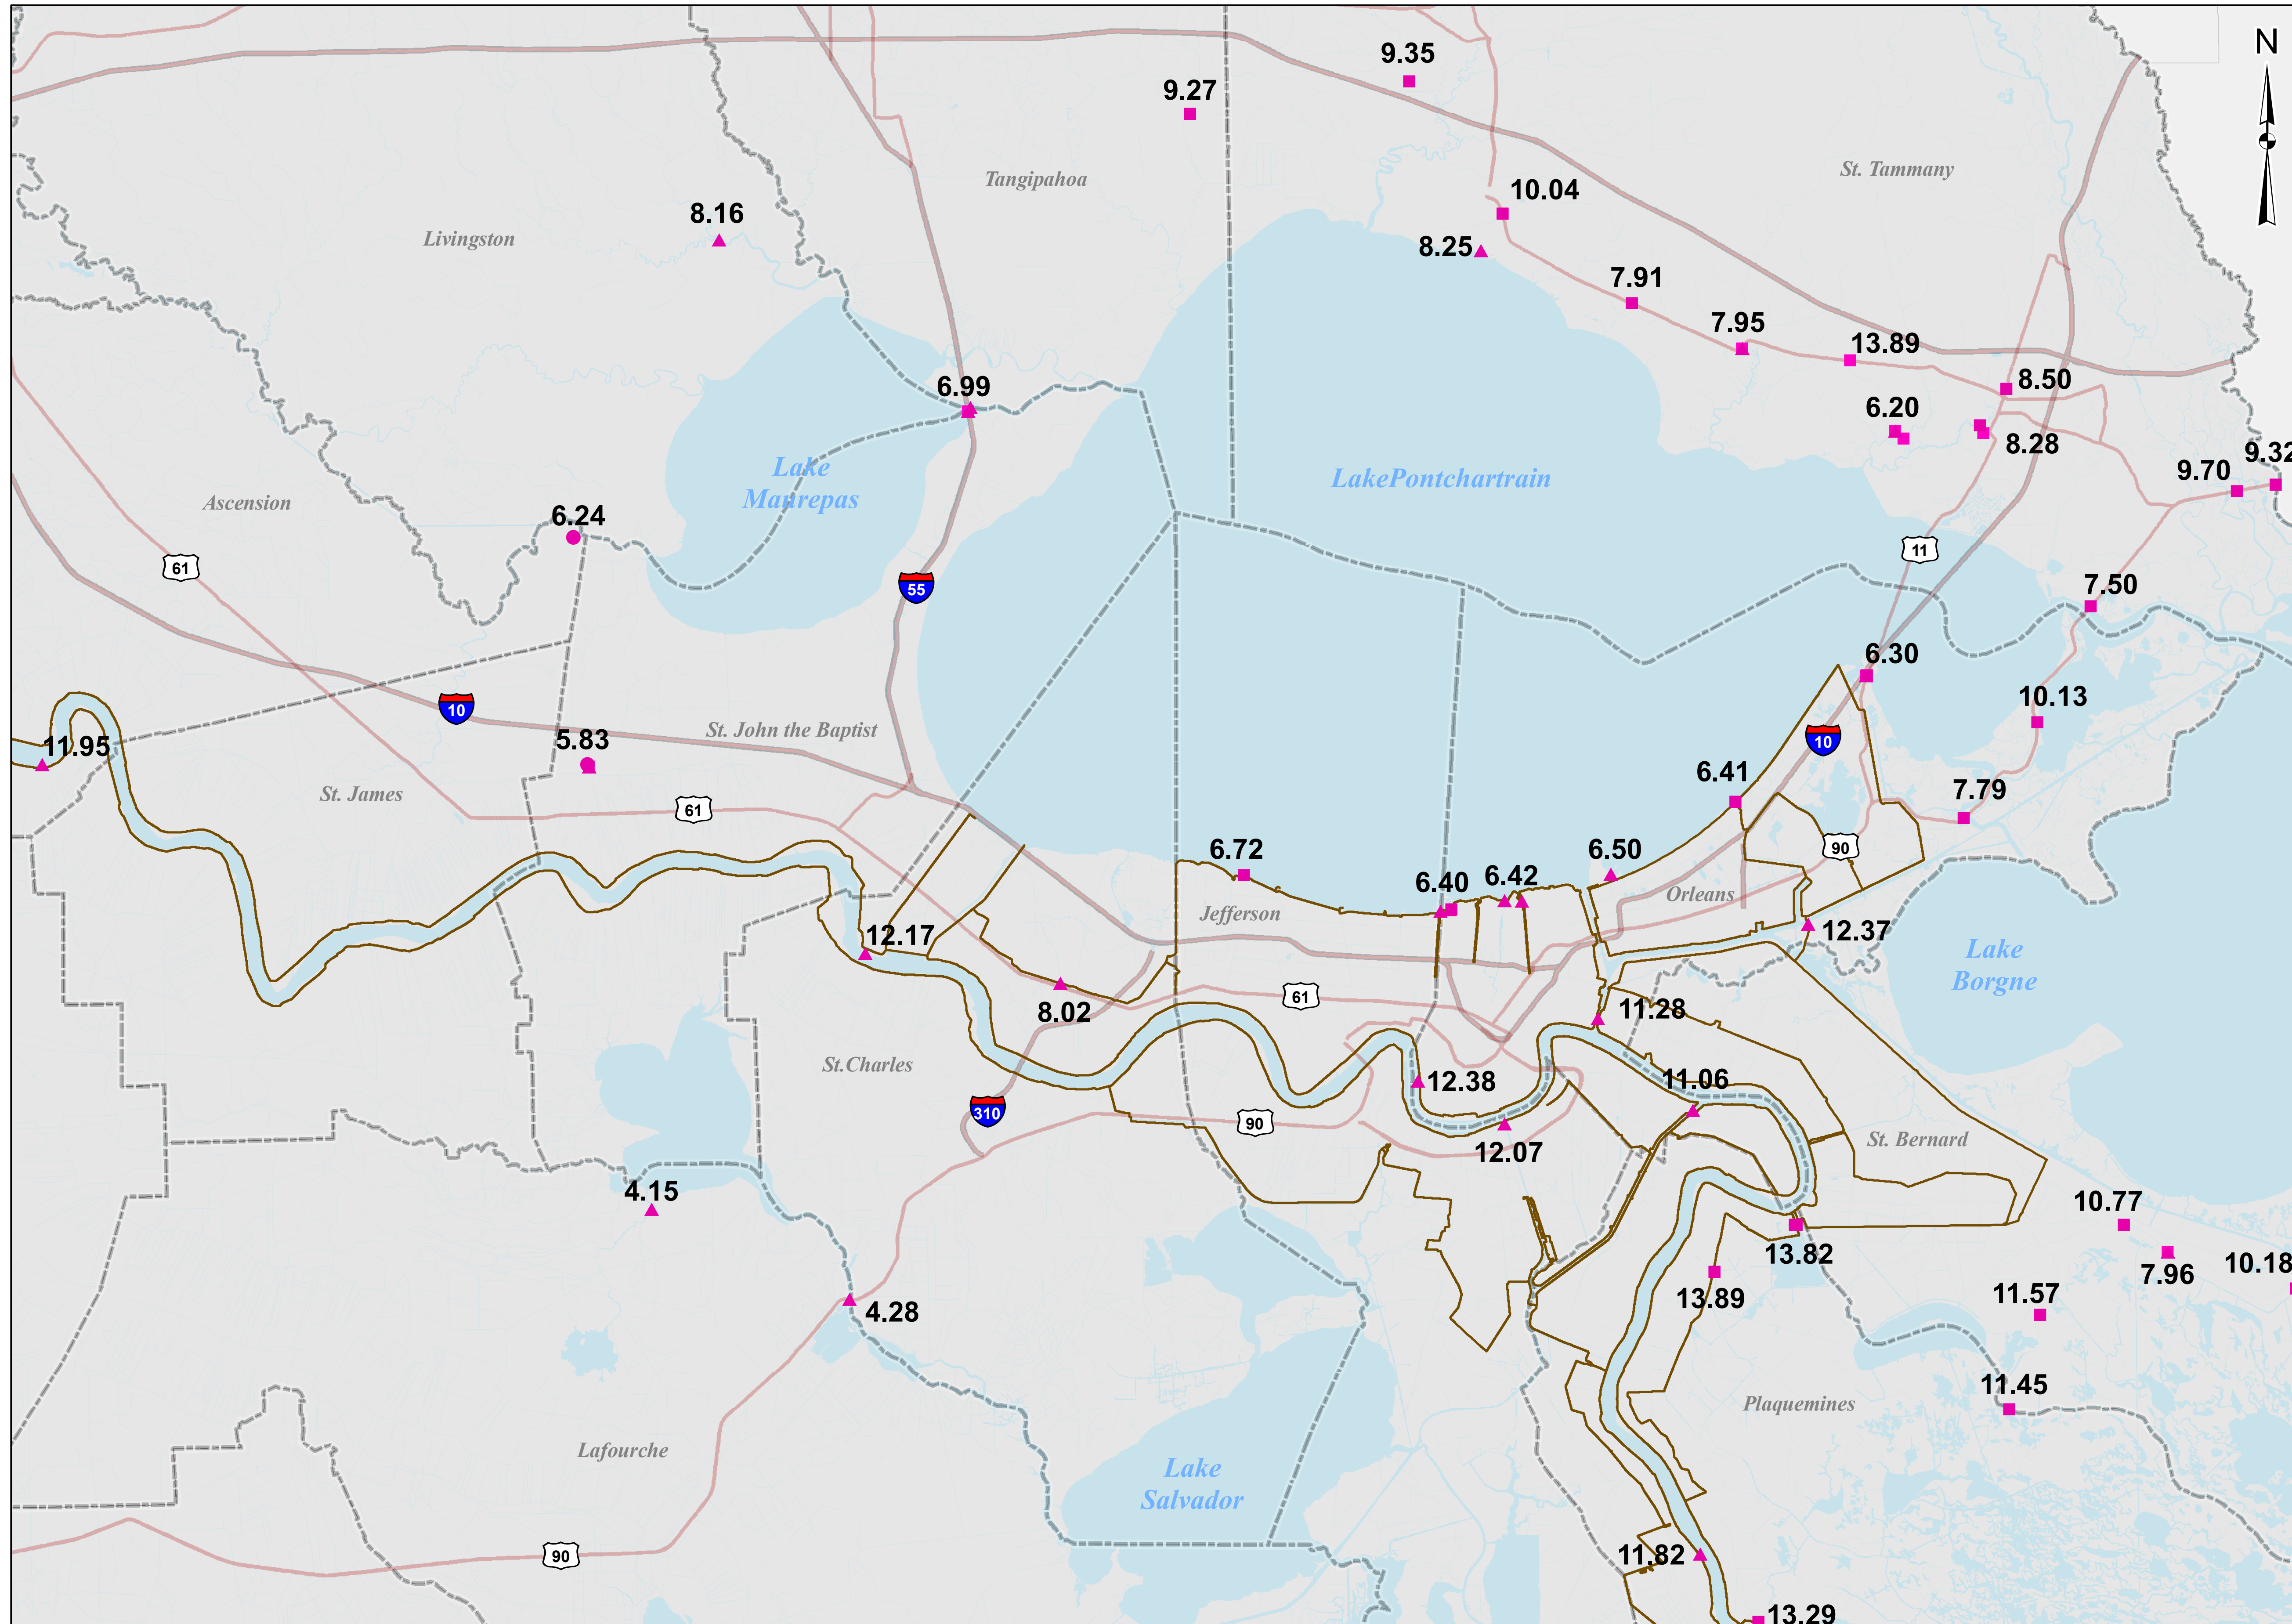 N
9.35
9.27
St. Tammany
Tangipahoa
10.04
8.16
Livingston
8.25
7.91
7.95
13.89
8.50
6.99
6.20
8.28
9.32
9.70
Lake
Maurepas
LakePontchartrain
Ascension
6.24
11
61
55
7.50
6.30
10.13
10
St. John the Baptist
5.83
11.95
10
6.41
7.79
St. James
61
90
6.72
6.50
6.40
6.42
Orleans
Jefferson
12.17
12.37
Lake
Borgne
61
8.02
11.28
St.Charles
12.38
11.06
310
90
St. Bernard
12.07
4.15
10.77
13.82
10.18
7.96
13.89
11.57
4.28
11.45
Plaquemines
Lafourche
Lake
Salvador
90
11.82
13.29